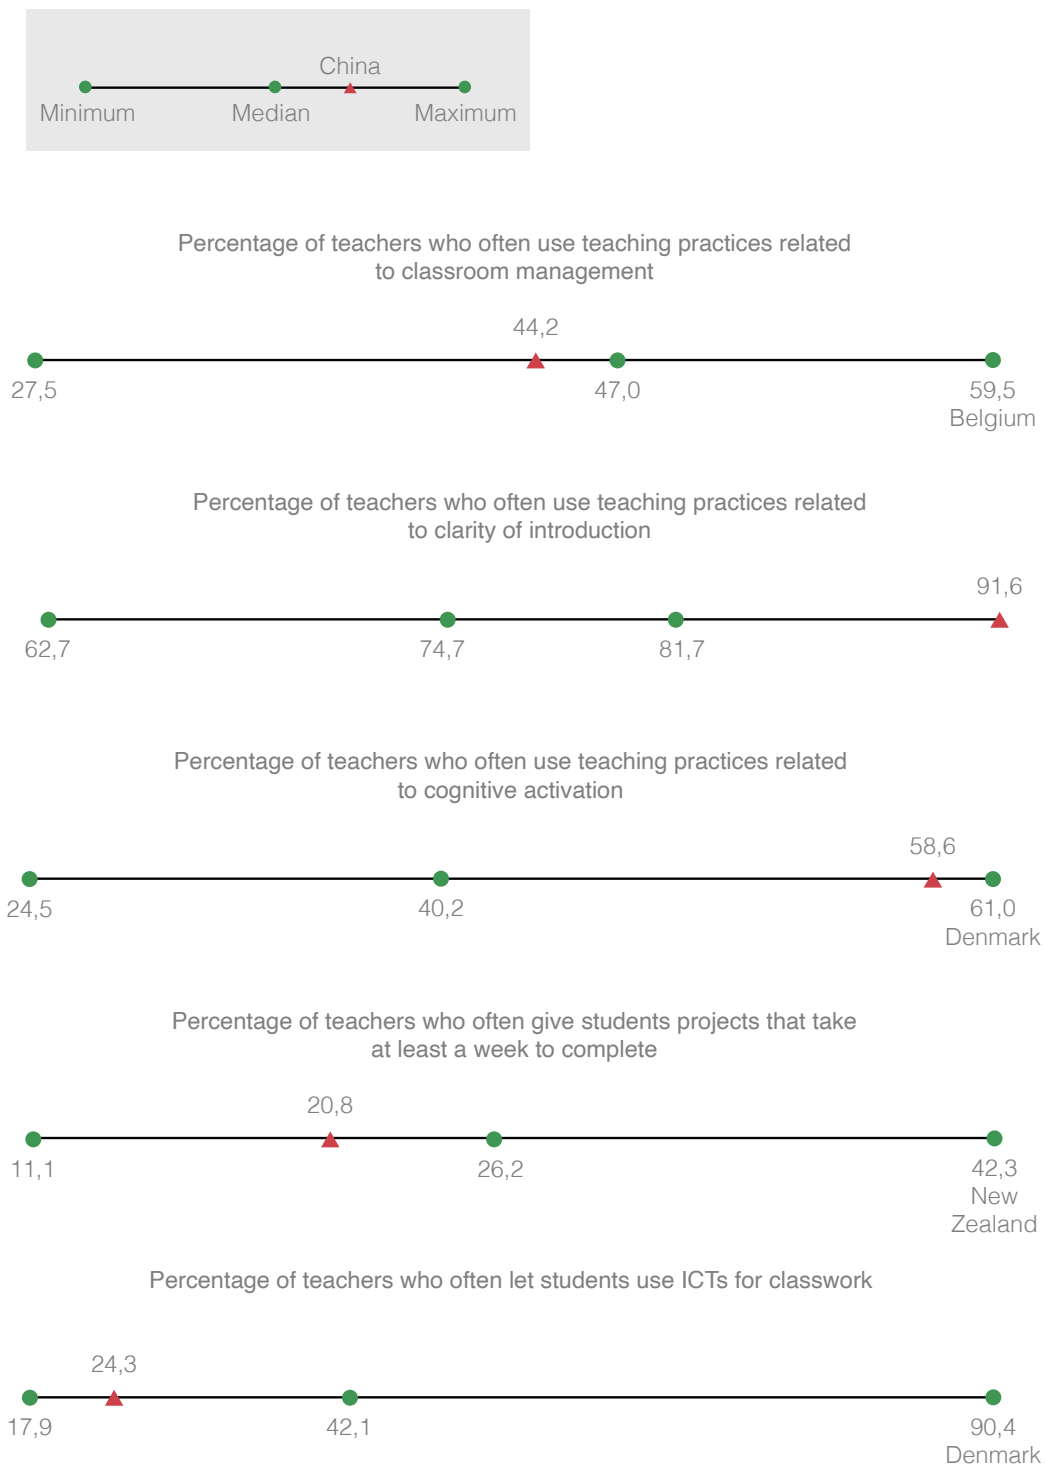 China
Minimum
Median
Maximum
Percentage of teachers who often use teaching practices related
to classroom management
44,2
27,5
47,0
59,5
Belgium
Percentage of teachers who often use teaching practices related
to clarity of introduction
91,6
62,7
74,7
81,7
Percentage of teachers who often use teaching practices related
to cognitive activation
58,6
24,5
40,2
61,0
Denmark
Percentage of teachers who often give students projects that take
at least a week to complete
20,8
11,1
26,2
42,3
New
Zealand
Percentage of teachers who often let students use ICTs for classwork
24,3
17,9
42,1
90,4
Denmark